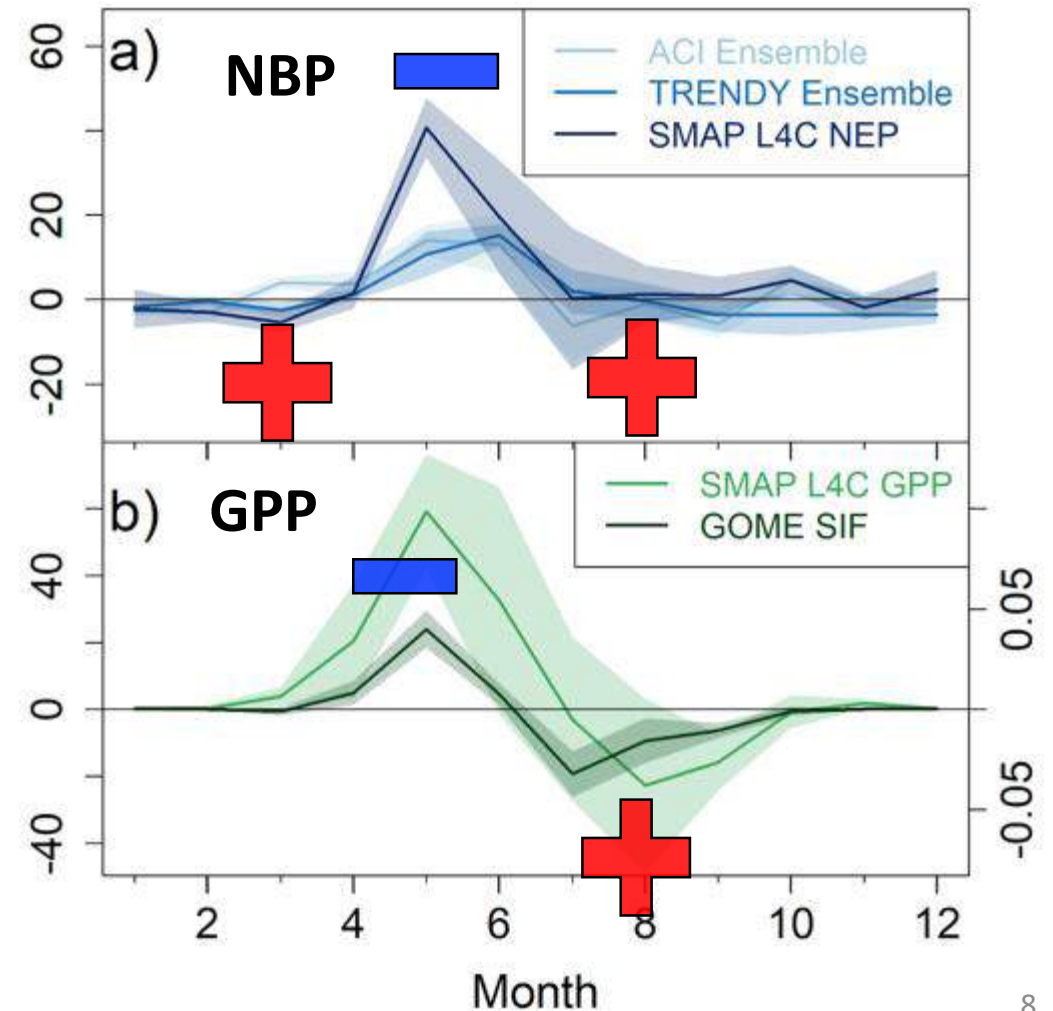 a)
NBP
ACI Ensemble
TRENDY Ensemble
SMAP L4C NEP
60
20
0
-20
b)
GPP
SMAP L4C GPP
GOME SIF
40
0
-40
0.05
-0.05
2
4
6
8
10
12
Month
8